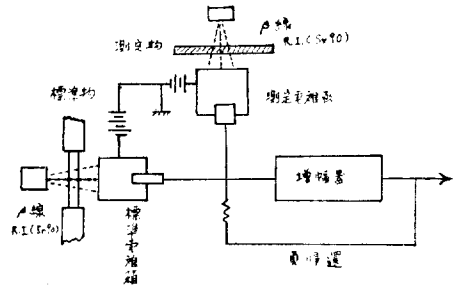 β線
R.I.(Sr90)
測定物
標準物
測定電離函
β線
R.I.(Sr90)
標準電離箱
増幅器
負帰還